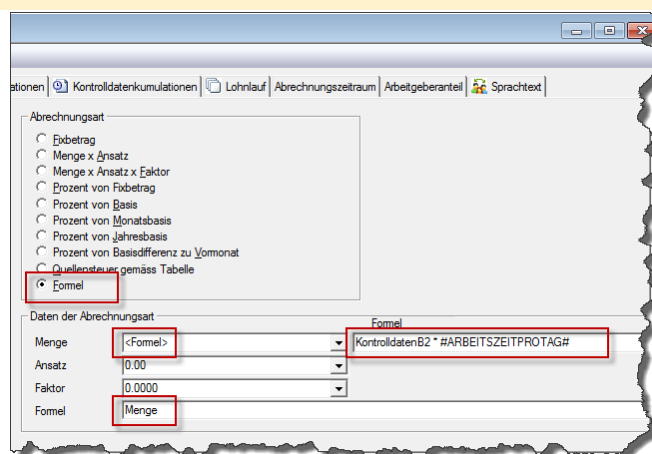 Kontrolldatenkumulationen Lohnlauf Abrechnungszeitraum Arbeitgeberanteil Sprachtext
Abrechnungsart
Fixbetrag
Menge x Ansatz
Menge x Ansatz x Faktor
Prozent von Fixbetrag
Prozent von Basis
Prozent von Monatsbasis
Prozent von Jahresbasis
Prozent von Basisdifferenz zu Vormonat
Quellensteuer gemäss Tabelle
Formel
Daten der Abrechnungsart
Formel
Menge <Formel> KontrolldatenB2 * #ARBEITSZEITPROTAG#
Ansatz 0.00
Faktor 0.0000
Formel Menge